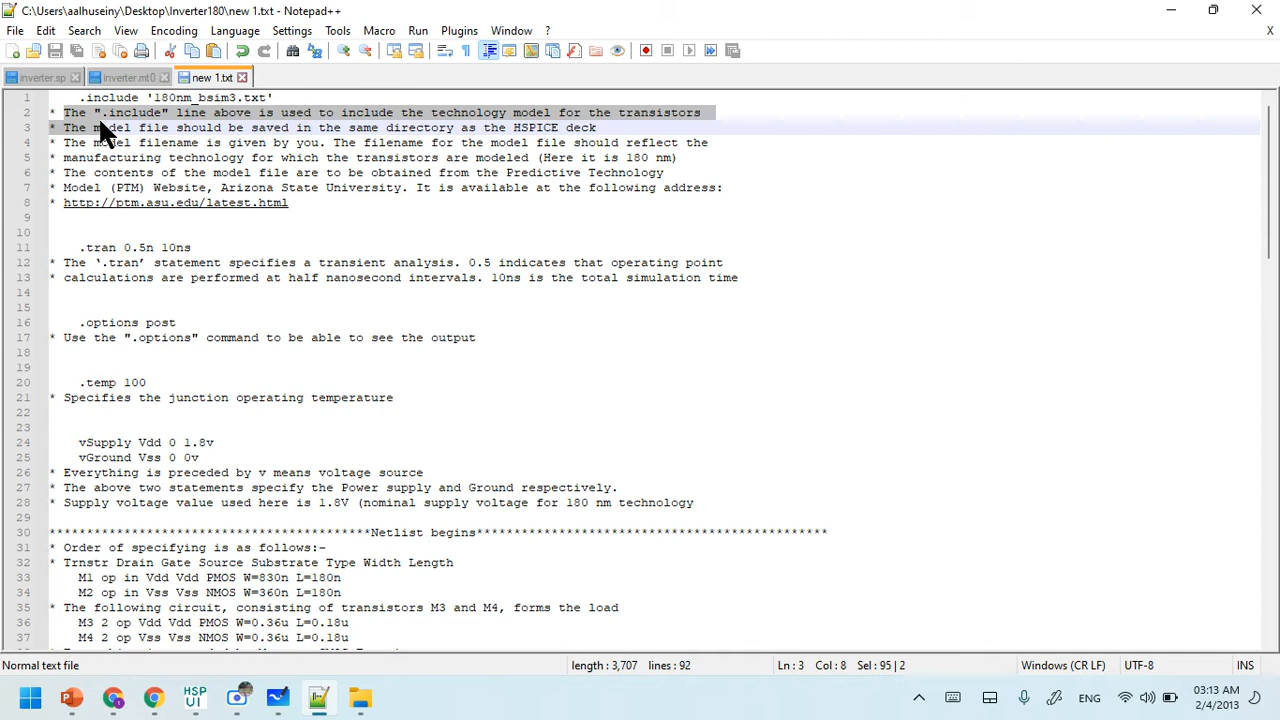 C:\Users\aalhuseiny\Desktop\Inverter180\new 1.txt - Notepad++
File Edit Search View Encoding Language Settings Tools Macro Run Plugins Window ?
X
inverter.sp inverter.mt0 new 1.txt
1 .include '180nm_bsim3.txt'
2 * The ".include" line above is used to include the technology model for the transistors
3 * The model file should be saved in the same directory as the HSPICE deck
4 * The model filename is given by you. The filename for the model file should reflect the
5 * manufacturing technology for which the transistors are modeled (Here it is 180 nm)
6 * The contents of the model file are to be obtained from the Predictive Technology
7 * Model (PTM) Website, Arizona State University. It is available at the following address:
8 * http://ptm.asu.edu/latest.html
9
10
11 .tran 0.5n 10ns
12 * The ‘.tran’ statement specifies a transient analysis. 0.5 indicates that operating point
13 * calculations are performed at half nanosecond intervals. 10ns is the total simulation time
14
15
16 .options post
17 * Use the ".options" command to be able to see the output
18
19
20 .temp 100
21 * Specifies the junction operating temperature
22
23
24 vSupply Vdd 0 1.8v
25 vGround Vss 0 0v
26 * Everything is preceded by v means voltage source
27 * The above two statements specify the Power supply and Ground respectively.
28 * Supply voltage value used here is 1.8V (nominal supply voltage for 180 nm technology
29
30 *******************************************Netlist begins***********************************************
31 * Order of specifying is as follows:-
32 * Trnstr Drain Gate Source Substrate Type Width Length
33 M1 op in Vdd Vdd PMOS W=830n L=180n
34 M2 op in Vss Vss NMOS W=360n L=180n
35 * The following circuit, consisting of transistors M3 and M4, forms the load
36 M3 2 op Vdd Vdd PMOS W=0.36u L=0.18u
37 M4 2 op Vss Vss NMOS W=0.36u L=0.18u
Normal text file length : 3,707 lines : 92 Ln : 3 Col : 8 Sel : 95 | 2 Windows (CR LF) UTF-8 INS
HSP
UI
ENG
03:13 AM
2/4/2013